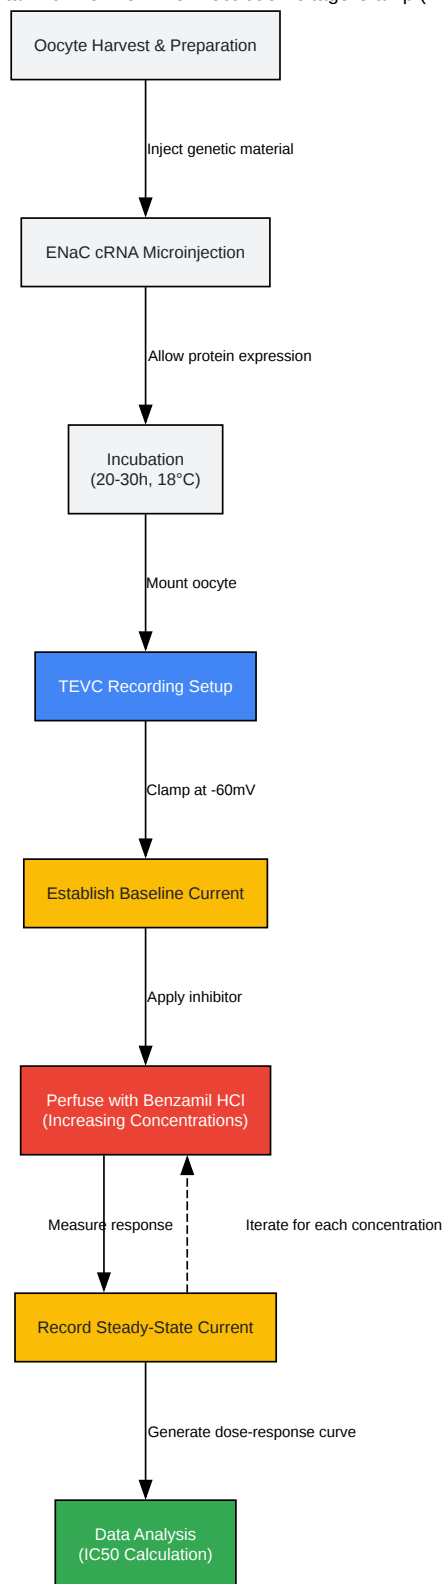 Oocyte Harvest & Preparation
Inject genetic material
ENaC cRNA Microinjection
Allow protein expression
Incubation
(20-30h, 18°C)
Mount oocyte
TEVC Recording Setup
Clamp at -60mV
Establish Baseline Current
Apply inhibitor
Perfuse with Benzamil HCl
(Increasing Concentrations)
Measure response
Iterate for each concentration
Record Steady-State Current
Generate dose-response curve
Data Analysis
(IC50 Calculation)